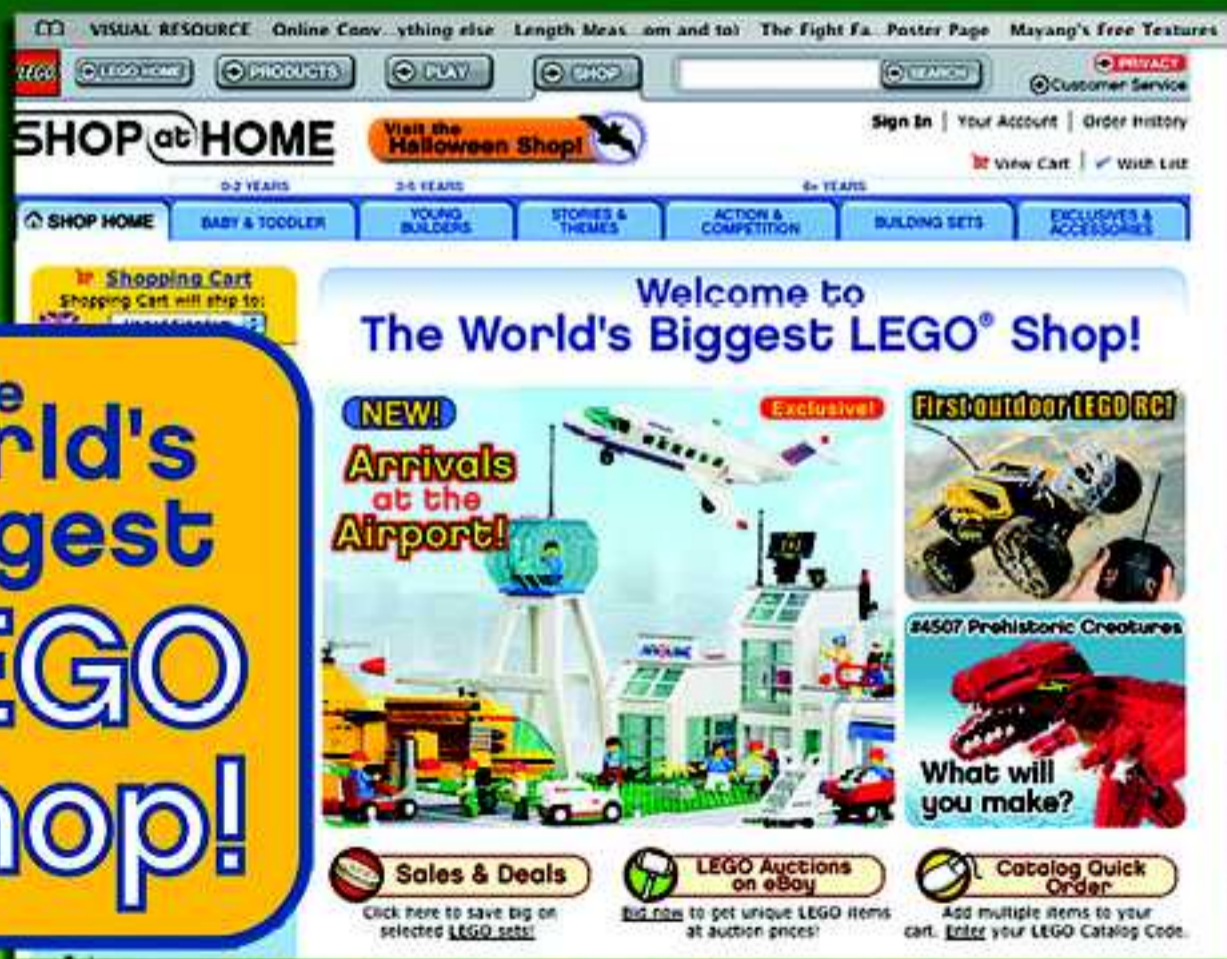 VISUAL RESOURCE Online Conv...ything else Length Meas...om and to) The Fight Fa...Poster Page Mayang's Free Textures
LEGO LEGO HOME PRODUCTS PLAY SHOP SEARCH PRIVACY
Customer Service
SHOP at HOME
Visit the
Halloween Shop!
Sign In | Your Account | Order History
View Cart | Wish List
0-2 YEARS 3-5 YEARS 6+ YEARS
SHOP HOME BABY & TODDLER YOUNG BUILDERS STORIES & THEMES ACTION & COMPETITION BUILDING SETS EXCLUSIVES & ACCESSORIES
Shopping Cart
Shopping Cart will ship to:
Welcome to
The World's Biggest LEGO® Shop!
NEW!
Arrivals
at the
Airport!
Exclusive!
First outdoor LEGO RC!
#4507 Prehistoric Creatures
What will
you make?
e
rld's
gest
EGO
hop!
Sales & Deals
Click here to save big on
selected LEGO sets!
LEGO Auctions
on eBay
Bid now to get unique LEGO items
at auction prices!
Catalog Quick
Order
Add multiple items to your
cart. Enter your LEGO Catalog Code.